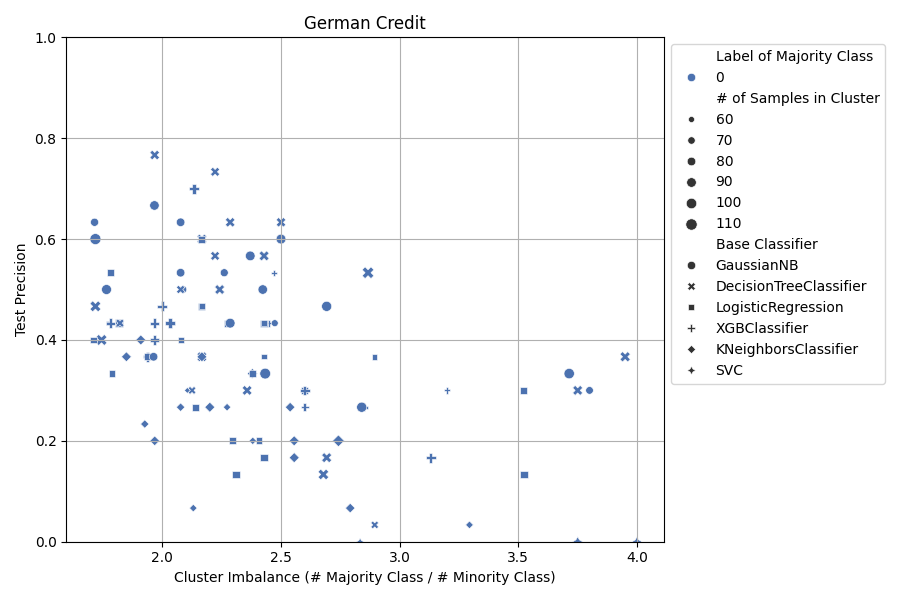 German Credit
1.0
0.8
0.6
0.4
0.2
0.0
Test Precision
2.0
2.5
3.0
3.5
4.0
Cluster Imbalance (# Majority Class / # Minority Class)
Label of Majority Class
0
# of Samples in Cluster
60
70
80
90
100
110
Base Classifier
GaussianNB
DecisionTreeClassifier
LogisticRegression
XGBClassifier
KNeighborsClassifier
SVC